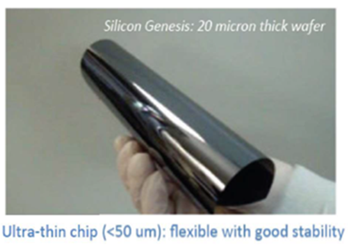 Silicon Genesis: 20 micron thick wafer
Ultra-thin chip (<50 um): flexible with good stability